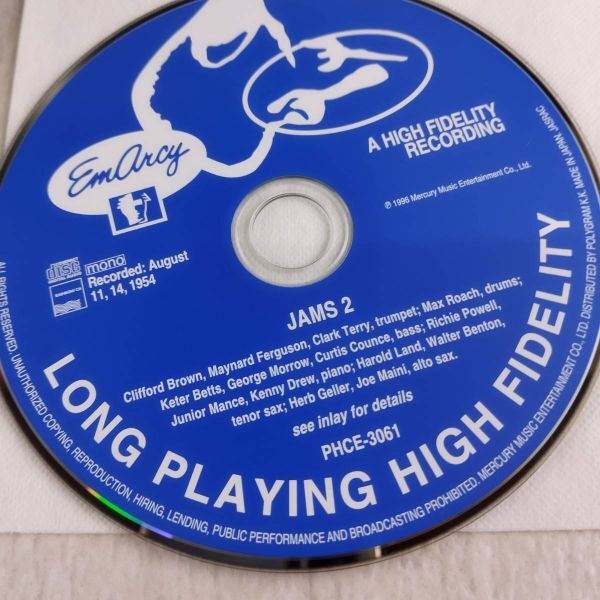 EmArcy
A HIGH FIDELITY
RECORDING
℗ 1996 Mercury Music Entertainment Co., Ltd.
COMPACT
disc
DIGITAL AUDIO
mono
Recorded: August
11, 14, 1954
JAMS 2
Clifford Brown, Maynard Ferguson, Clark Terry, trumpet; Max Roach, drums;
Keter Betts, George Morrow, Curtis Counce, bass; Richie Powell,
Junior Mance, Kenny Drew, piano; Harold Land, Walter Benton,
tenor sax; Herb Geller, Joe Maini, alto sax.
see inlay for details
PHCE-3061
LONG PLAYING HIGH FIDELITY
ALL RIGHTS RESERVED. UNAUTHORIZED COPYING, REPRODUCTION, HIRING, LENDING, PUBLIC PERFORMANCE AND BROADCASTING PROHIBITED. MERCURY MUSIC ENTERTAINMENT CO., LTD. DISTRIBUTED BY POLYGRAM K.K. MADE IN JAPAN. JASRAC